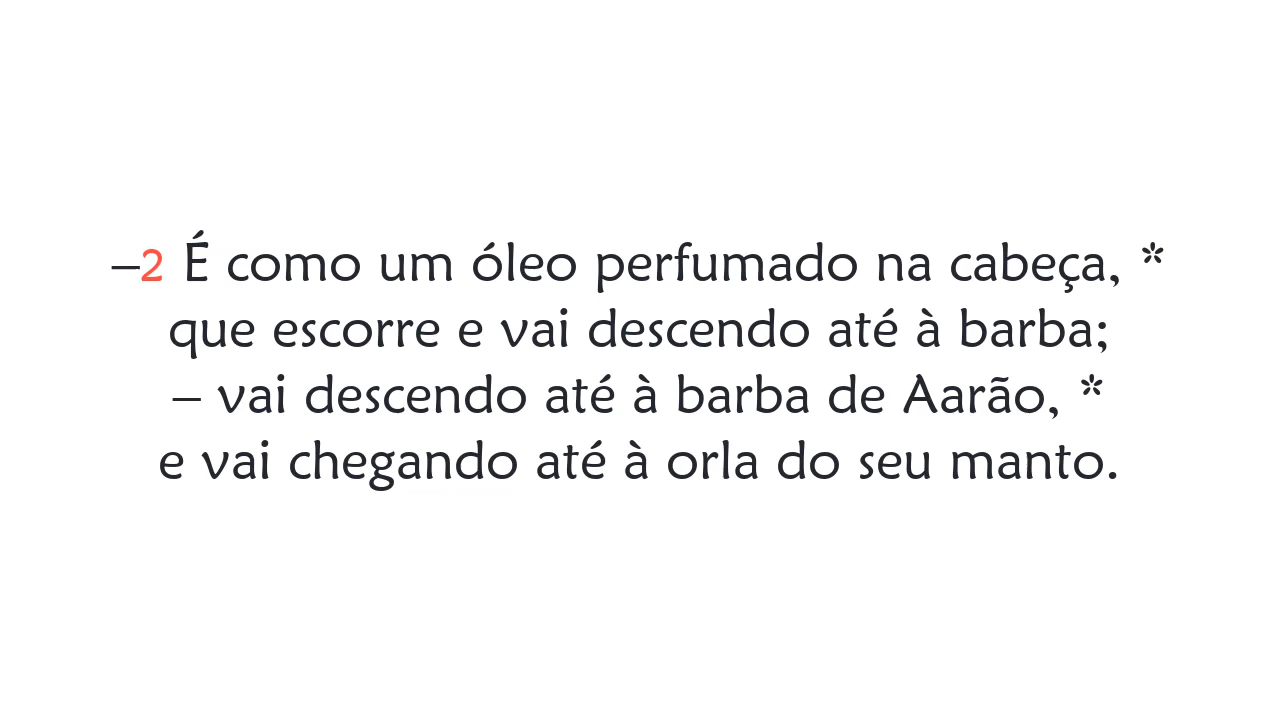 –2 É como um óleo perfumado na cabeça, *
que escorre e vai descendo até à barba;
– vai descendo até à barba de Aarão, *
e vai chegando até à orla do seu manto.